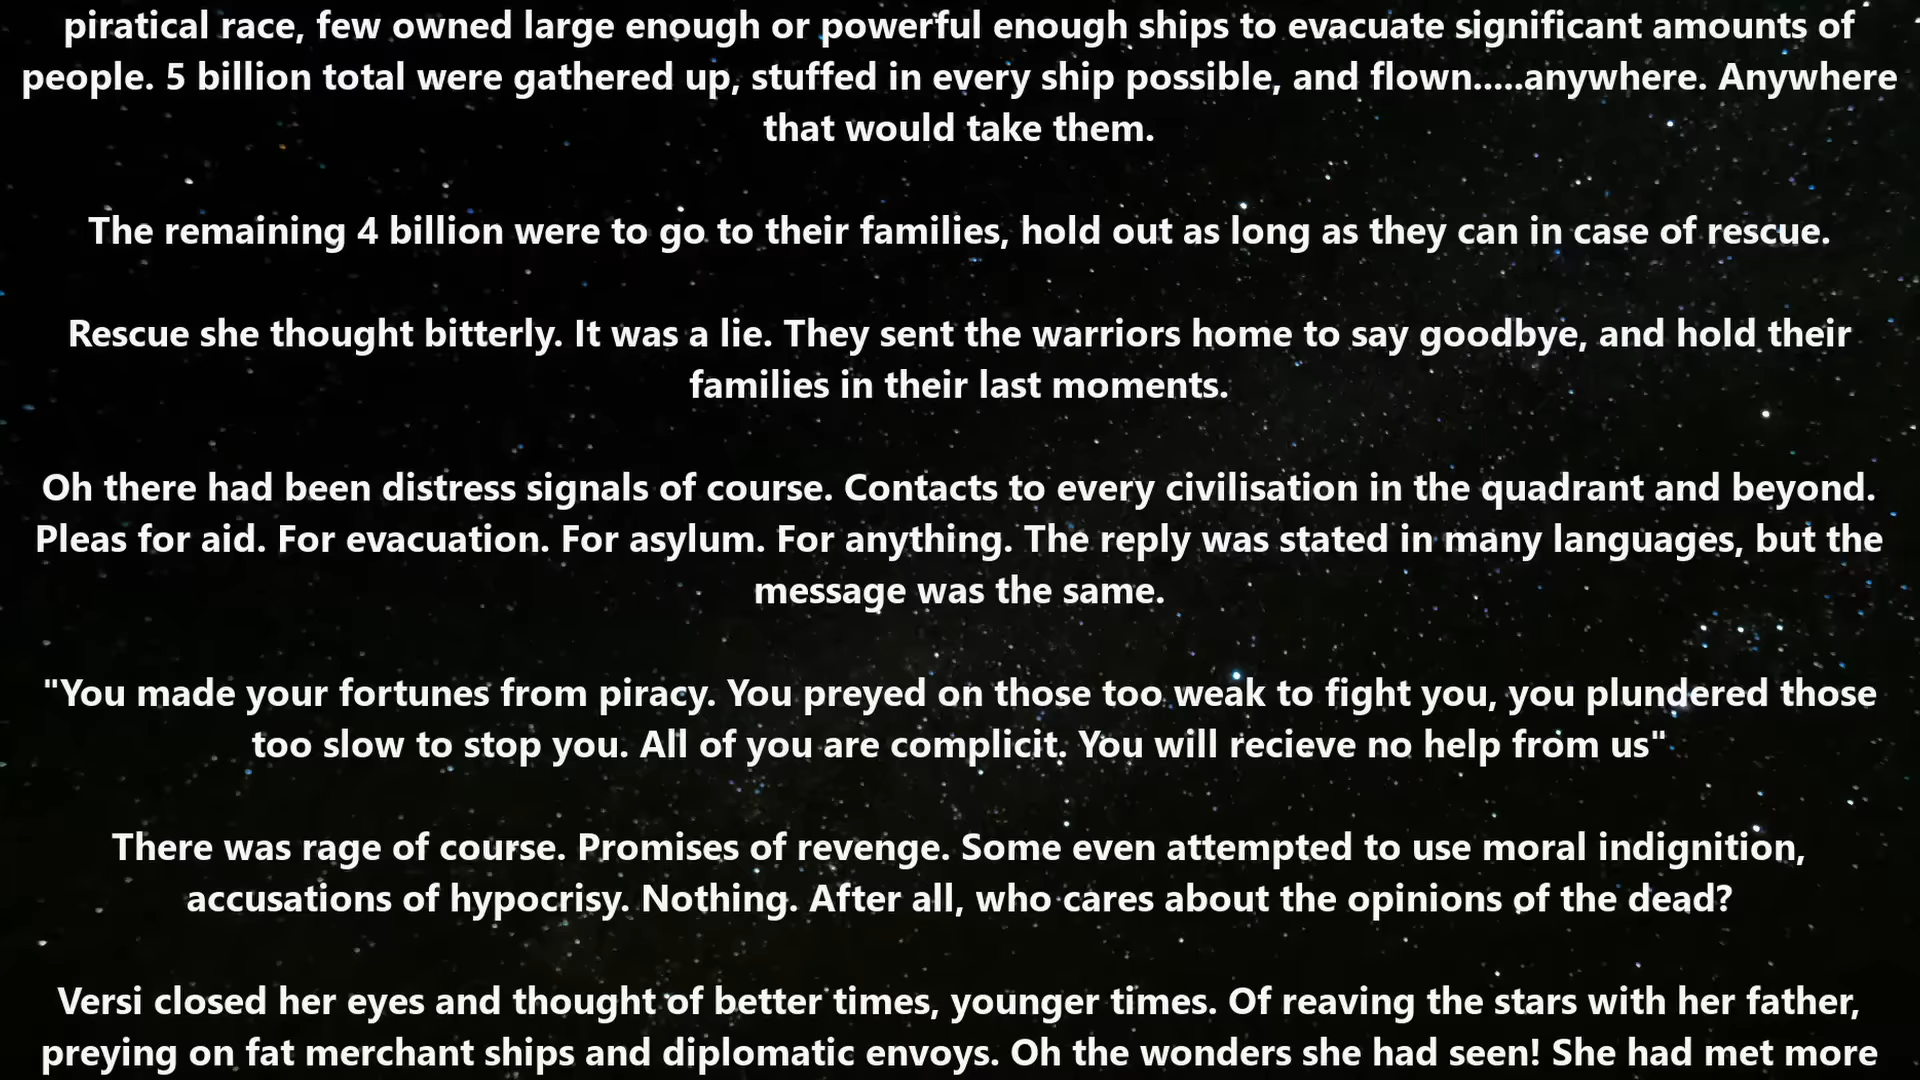 piratical race, few owned large enough or powerful enough ships to evacuate significant amounts of
people. 5 billion total were gathered up, stuffed in every ship possible, and flown.....anywhere. Anywhere
that would take them.
The remaining 4 billion were to go to their families, hold out as long as they can in case of rescue.
Rescue she thought bitterly. It was a lie. They sent the warriors home to say goodbye, and hold their
families in their last moments.
Oh there had been distress signals of course. Contacts to every civilisation in the quadrant and beyond.
Pleas for aid. For evacuation. For asylum. For anything. The reply was stated in many languages, but the
message was the same.
"You made your fortunes from piracy. You preyed on those too weak to fight you, you plundered those
too slow to stop you. All of you are complicit. You will recieve no help from us"
There was rage of course. Promises of revenge. Some even attempted to use moral indignition,
accusations of hypocrisy. Nothing. After all, who cares about the opinions of the dead?
Versi closed her eyes and thought of better times, younger times. Of reaving the stars with her father,
preying on fat merchant ships and diplomatic envoys. Oh the wonders she had seen! She had met more